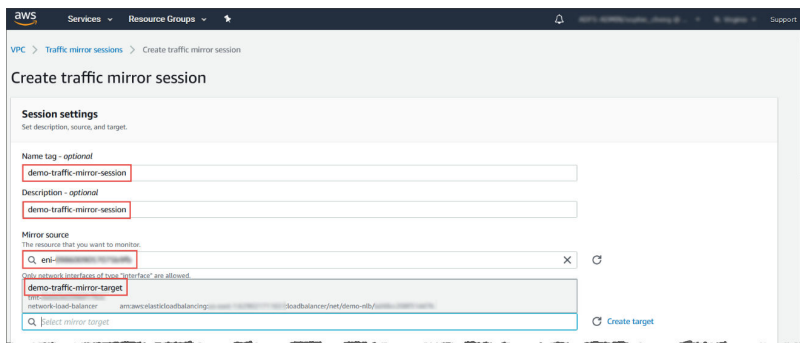 aws Services Resource Groups Support
VPC > Traffic mirror sessions > Create traffic mirror session
Create traffic mirror session
Session settings
Set description, source, and target.
Name tag - optional
demo-traffic-mirror-session
Description - optional
demo-traffic-mirror-session
Mirror source
The resource that you want to monitor.
eni-
Only network interfaces of type "interface" are allowed.
demo-traffic-mirror-target
network-load-balancer arn:aws:elasticloadbalancing: :loadbalancer/net/demo-nlb/
Select mirror target Create target